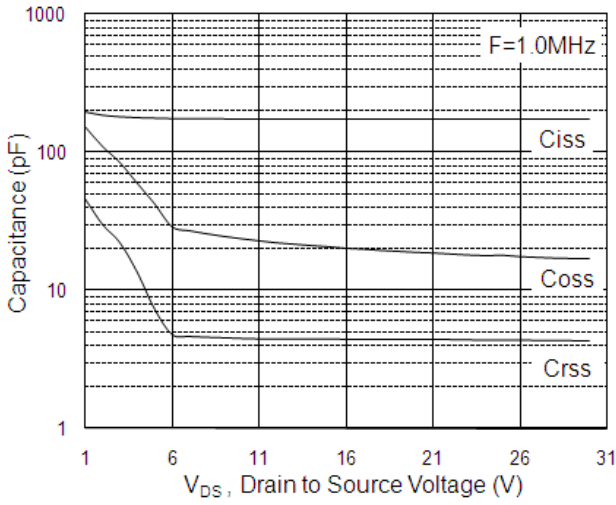 1000
F=1.0MHz
Ciss
100
Capacitance (pF)
Coss
10
Crss
1
1 6 11 16 21 26 31
VDS , Drain to Source Voltage (V)